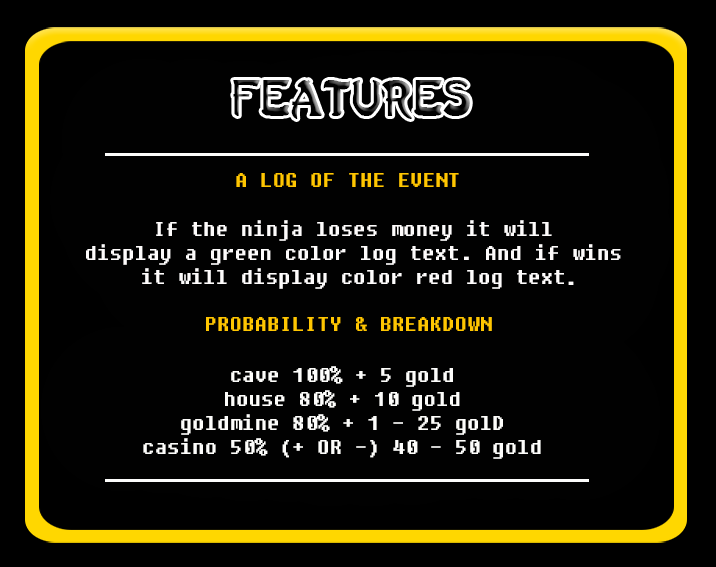 FEATURES
A LOG OF THE EVENT
If the ninja loses money it will
display a green color log text. And if wins
it will display color red log text.
PROBABILITY & BREAKDOWN
cave 100% + 5 gold
house 80% + 10 gold
goldmine 80% + 1 - 25 golD
casino 50% (+ OR -) 40 - 50 gold